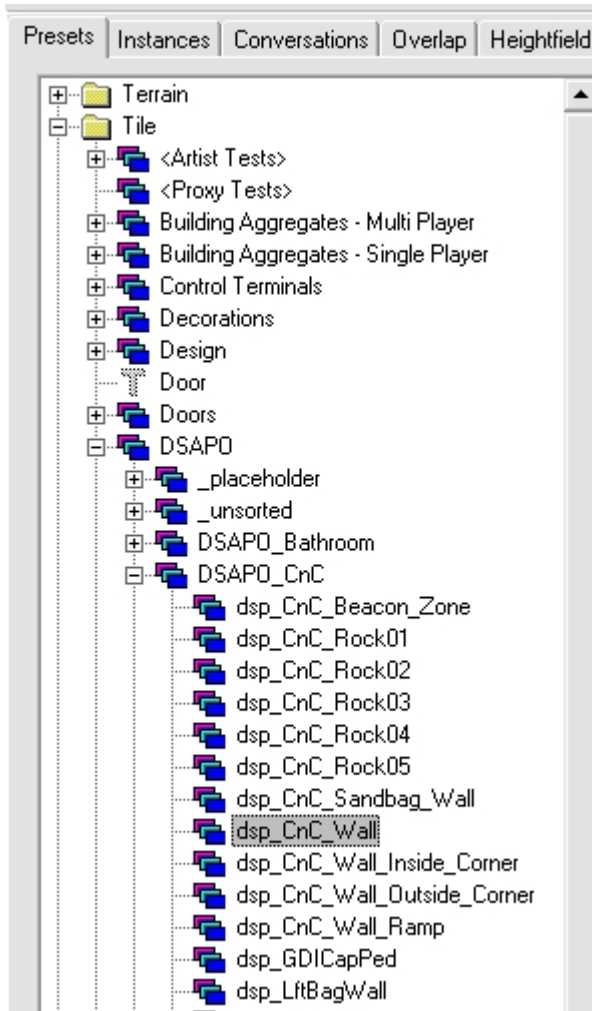 Presets Instances Conversations Overlap Heightfield
Terrain
Tile
<Artist Tests>
<Proxy Tests>
Building Aggregates - Multi Player
Building Aggregates - Single Player
Control Terminals
Decorations
Design
Door
Doors
DSAPO
_placeholder
_unsorted
DSAPO_Bathroom
DSAPO_CnC
dsp_CnC_Beacon_Zone
dsp_CnC_Rock01
dsp_CnC_Rock02
dsp_CnC_Rock03
dsp_CnC_Rock04
dsp_CnC_Rock05
dsp_CnC_Sandbag_Wall
dsp_CnC_Wall
dsp_CnC_Wall_Inside_Corner
dsp_CnC_Wall_Outside_Corner
dsp_CnC_Wall_Ramp
dsp_GDICapPed
dsp_LftBagWall